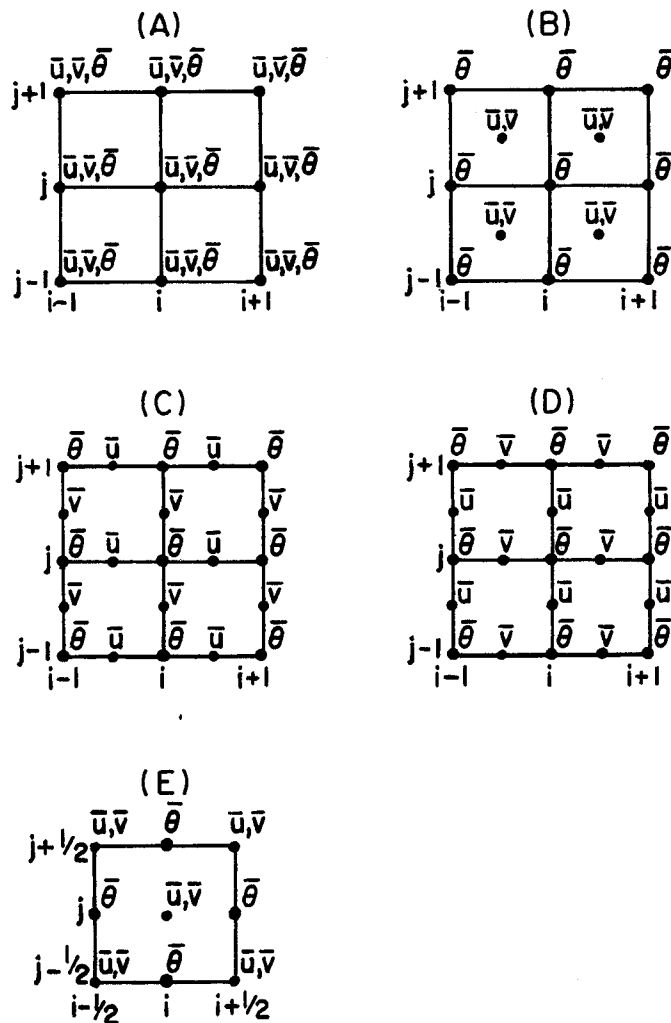 (A) (B)
u̅,v̅,θ̅ u̅,v̅,θ̅ u̅,v̅,θ̅ θ̅ θ̅ θ̅
j+1 j+1
u̅,v̅ u̅,v̅
u̅,v̅,θ̅ u̅,v̅,θ̅ u̅,v̅,θ̅ θ̅ θ̅ θ̅
j j
u̅,v̅ u̅,v̅
u̅,v̅,θ̅ u̅,v̅,θ̅ u̅,v̅,θ̅ θ̅ θ̅ θ̅
j-1 j-1
i-1 i i+1 i-1 i i+1
(C) (D)
θ̅ u̅ θ̅ u̅ θ̅ θ̅ v̅ θ̅ v̅ θ̅
j+1 j+1
v̅ v̅ v̅ u̅ u̅ u̅
j θ̅ u̅ θ̅ u̅ θ̅ j θ̅ v̅ θ̅ v̅ θ̅
v̅ v̅ v̅ u̅ u̅ u̅
j-1 θ̅ u̅ θ̅ u̅ θ̅ j-1 θ̅ v̅ θ̅ v̅ θ̅
i-1 i i+1 i-1 i i+1
(E)
u̅,v̅ θ̅ u̅,v̅
j+1/2
j θ̅ u̅,v̅ θ̅
j-1/2 u̅,v̅ θ̅ u̅,v̅
i-1/2 i i+1/2